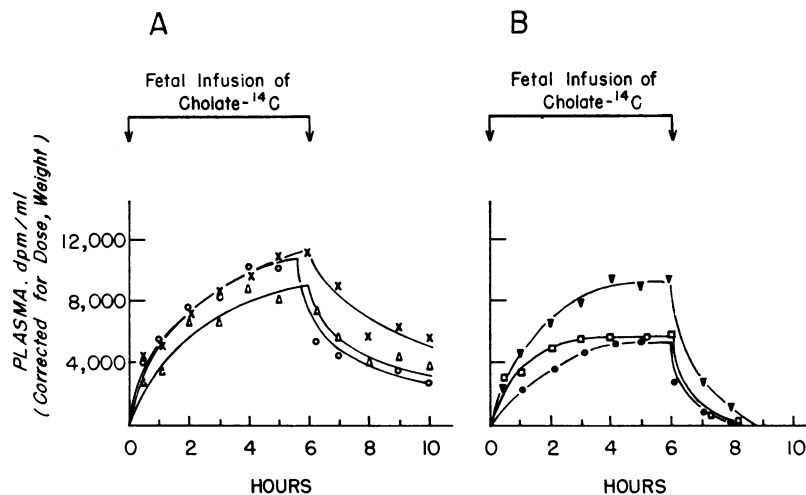 A
Fetal Infusion of
Cholate-¹⁴C
PLASMA. dpm/ml
(Corrected for Dose, Weight)
12,000
8,000
4,000
0 2 4 6 8 10
HOURS
B
Fetal Infusion of
Cholate-¹⁴C
0 2 4 6 8 10
HOURS